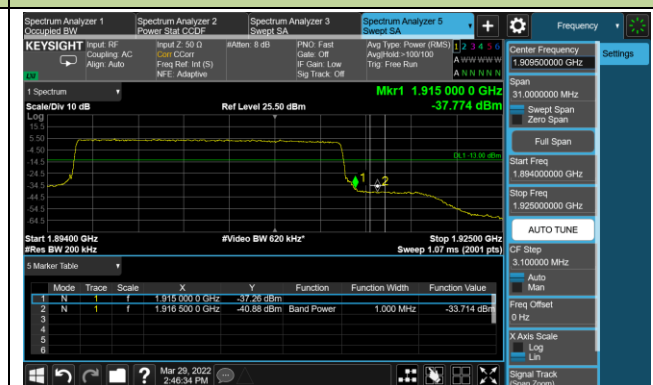 Spectrum Analyzer 1
Occupied BW
Spectrum Analyzer 2
Power Stat CCDF
Spectrum Analyzer 3
Swept SA
Spectrum Analyzer 5
Swept SA
+
Frequency
KEYSIGHT
Input: RF
Coupling: AC
Align: Auto
Input Z: 50 Ω
Corr CCorr
Freq Ref: Int (S)
NFE: Adaptive
#Atten: 8 dB
PNO: Fast
Gate: Off
IF Gain: Low
Sig Track: Off
Avg Type: Power (RMS)
Avg|Hold:>100/100
Trig: Free Run
1 2 3 4 5 6
A W W W W W
A N N N N N
LXI
1 Spectrum
Scale/Div 10 dB
Ref Level 25.50 dBm
Mkr1 1.915 000 0 GHz
-37.774 dBm
Log
15.5
5.50
-4.50
-14.5
-24.5
-34.5
-44.5
-54.5
-64.5
DL1 -13.00 dBm
1
2
Start 1.89400 GHz
#Res BW 200 kHz
#Video BW 620 kHz*
Stop 1.92500 GHz
Sweep 1.07 ms (2001 pts)
5 Marker Table
Mode Trace Scale X Y Function Function Width Function Value
1 N 1 f 1.915 000 0 GHz -37.26 dBm
2 N 1 f 1.916 500 0 GHz -40.88 dBm Band Power 1.000 MHz -33.714 dBm
3
4
5
6
Mar 29, 2022
2:46:34 PM
Center Frequency
1.909500000 GHz
Settings
Span
31.0000000 MHz
Swept Span
Zero Span
Full Span
Start Freq
1.894000000 GHz
Stop Freq
1.925000000 GHz
AUTO TUNE
CF Step
3.100000 MHz
Auto
Man
Freq Offset
0 Hz
X Axis Scale
Log
Lin
Signal Track
(Span Zoom)